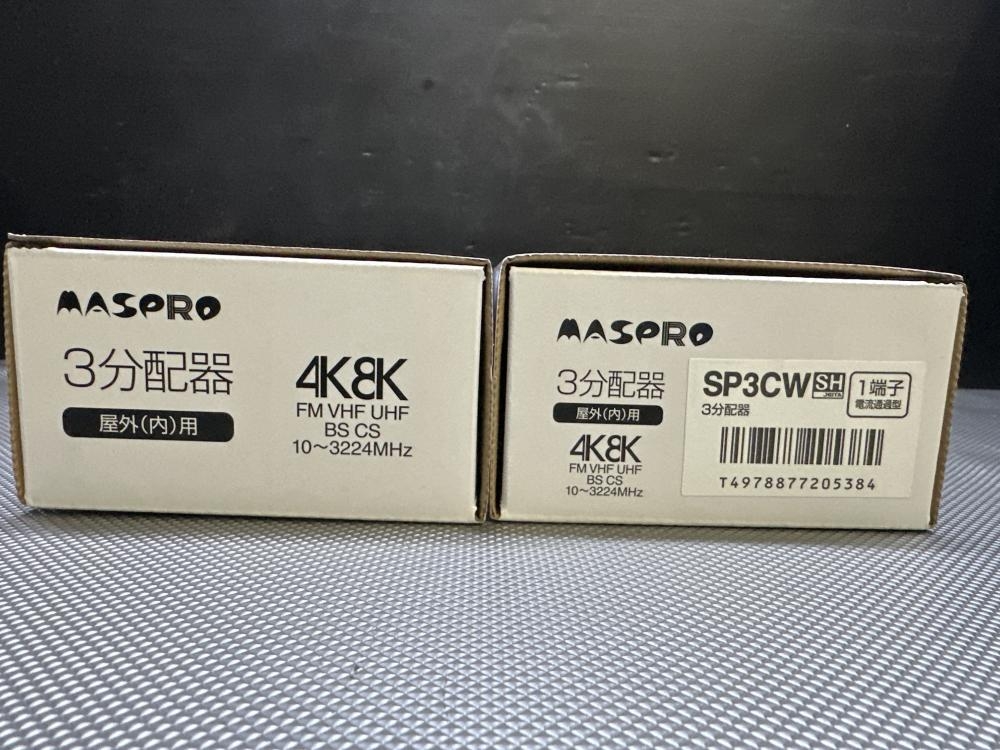 MASPRO
3分配器
屋外(内)用
4K8K
FM VHF UHF
BS CS
10～3224MHz
MASPRO
3分配器
屋外(内)用
4K8K
FM VHF UHF
BS CS
10～3224MHz
SP3CW SH
JEITA
3分配器
1端子
電流通過型
T4978877205384